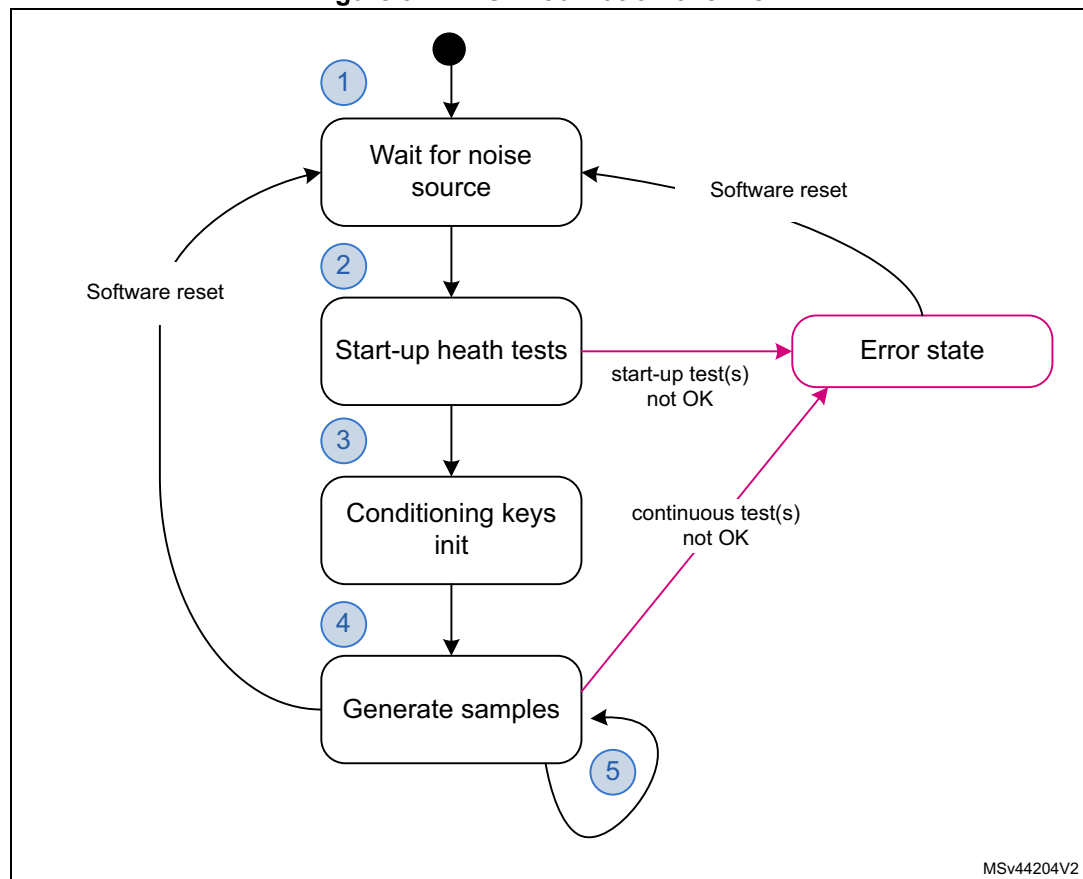 1
Wait for noise
source
Software reset
2
Software reset
Start-up heath tests
start-up test(s)
not OK
Error state
3
Conditioning keys
init
continuous test(s)
not OK
4
Generate samples
5
MSv44204V2